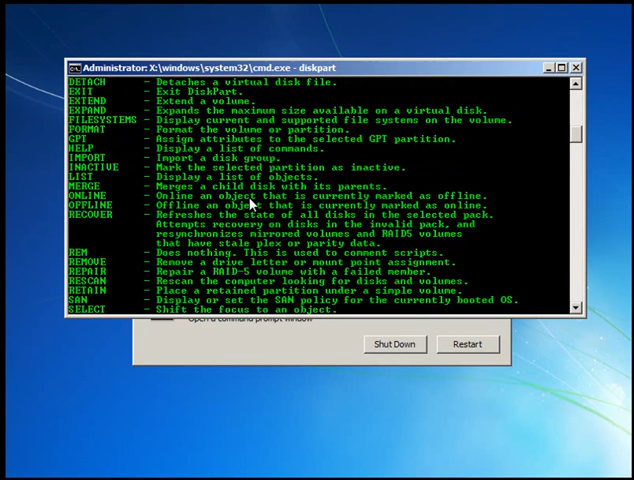 Administrator: X:\windows\system32\cmd.exe - diskpart
DETACH - Detaches a virtual disk file.
EXIT - Exit DiskPart.
EXTEND - Extend a volume.
EXPAND - Expands the maximum size available on a virtual disk.
FILESYSTEMS - Display current and supported file systems on the volume.
FORMAT - Format the volume or partition.
GPT - Assign attributes to the selected GPT partition.
HELP - Display a list of commands.
IMPORT - Import a disk group.
INACTIVE - Mark the selected partition as inactive.
LIST - Display a list of objects.
MERGE - Merges a child disk with its parents.
ONLINE - Online an object that is currently marked as offline.
OFFLINE - Offline an object that is currently marked as online.
RECOVER - Refreshes the state of all disks in the selected pack.
Attempts recovery on disks in the invalid pack, and
resynchronizes mirrored volumes and RAID5 volumes
that have stale plex or parity data.
REM - Does nothing. This is used to comment scripts.
REMOVE - Remove a drive letter or mount point assignment.
REPAIR - Repair a RAID-5 volume with a failed member.
RESCAN - Rescan the computer looking for disks and volumes.
RETAIN - Place a retained partition under a simple volume.
SAN - Display or set the SAN policy for the currently booted OS.
SELECT - Shift the focus to an object.
Open a command prompt window
Shut Down Restart